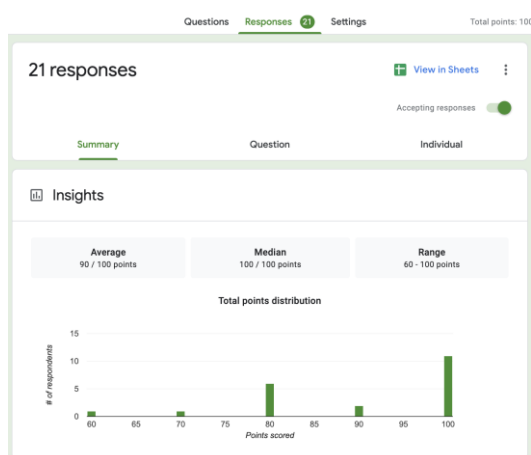 Questions Responses 21 Settings Total points: 100
21 responses View in Sheets
Accepting responses
Summary Question Individual
Insights
Average Median Range
90 / 100 points 100 / 100 points 60 - 100 points
Total points distribution
# of respondents
15
10
5
0
60 65 70 75 80 85 90 95 100
Points scored